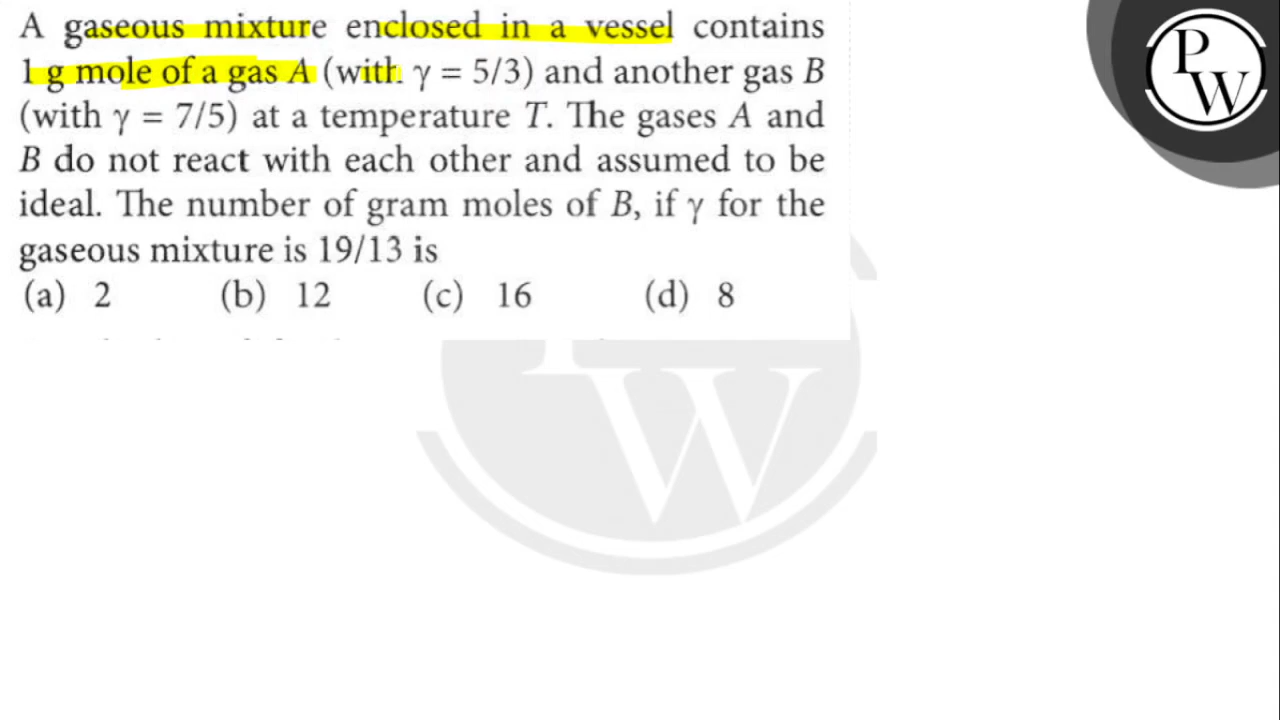 A gaseous mixture enclosed in a vessel contains
1 g mole of a gas A (with γ = 5/3) and another gas B
(with γ = 7/5) at a temperature T. The gases A and
B do not react with each other and assumed to be
ideal. The number of gram moles of B, if γ for the
gaseous mixture is 19/13 is
(a) 2 (b) 12 (c) 16 (d) 8
P
W
W